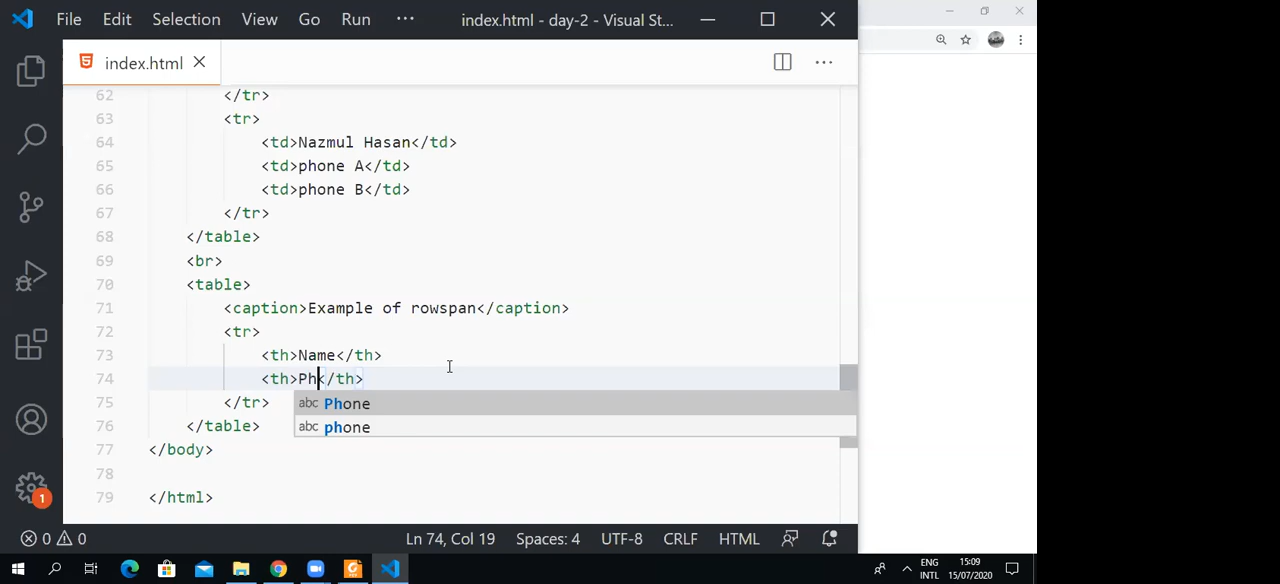 File Edit Selection View Go Run ··· index.html - day-2 - Visual St...
index.html
62 </tr>
63 <tr>
64 <td>Nazmul Hasan</td>
65 <td>phone A</td>
66 <td>phone B</td>
67 </tr>
68 </table>
69 <br>
70 <table>
71 <caption>Example of rowspan</caption>
72 <tr>
73 <th>Name</th>
74 <th>Ph</th>
75 </tr>
abc Phone
76 </table>
abc phone
77 </body>
78
79 </html>
1
0 0 Ln 74, Col 19 Spaces: 4 UTF-8 CRLF HTML
ENG 15:09
INTL 15/07/2020